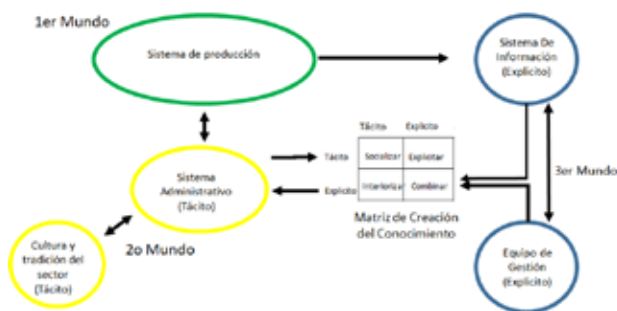 1er Mundo
Sistema de producción
Sistema De
Información
(Explícito)
Tácito Explícito
Tácito Socializar Explicitar
Explícito Interiorizar Combinar
Matriz de Creación
del Conocimiento
3er Mundo
Sistema
Administrativo
(Tácito)
2o Mundo
Cultura y
tradición del
sector
(Tácito)
Equipo de
Gestión
(Explícito)